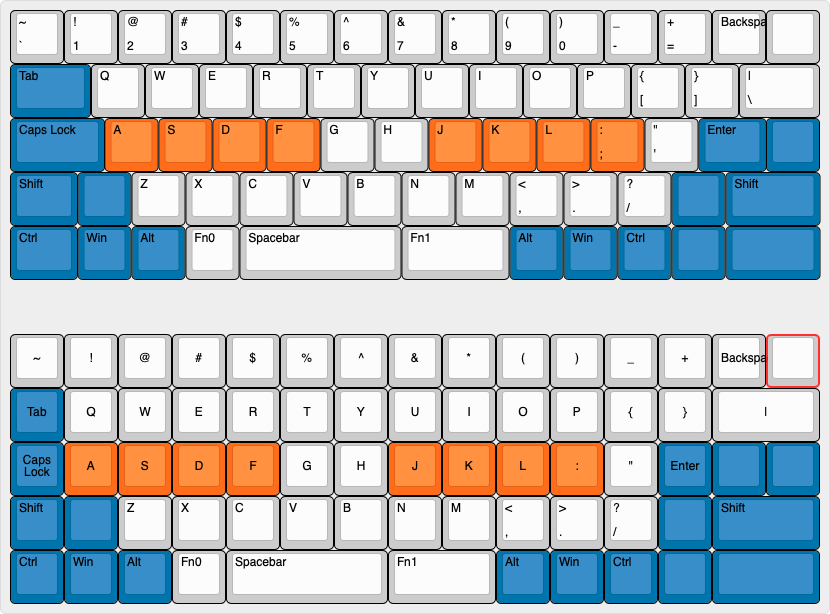 ~ ! @ # $ % ^ & * ( ) _ + Backspa
` 1 2 3 4 5 6 7 8 9 0 - =
Tab Q W E R T Y U I O P { } |
[ ] \
Caps Lock A S D F G H J K L : " Enter
; '
Shift Z X C V B N M < > ? Shift
, . /
Ctrl Win Alt Fn0 Spacebar Fn1 Alt Win Ctrl
~ ! @ # $ % ^ & * ( ) _ + Backspa
Tab Q W E R T Y U I O P { } |
Caps
Lock A S D F G H J K L : " Enter
Shift Z X C V B N M < > ? Shift
, . /
Ctrl Win Alt Fn0 Spacebar Fn1 Alt Win Ctrl